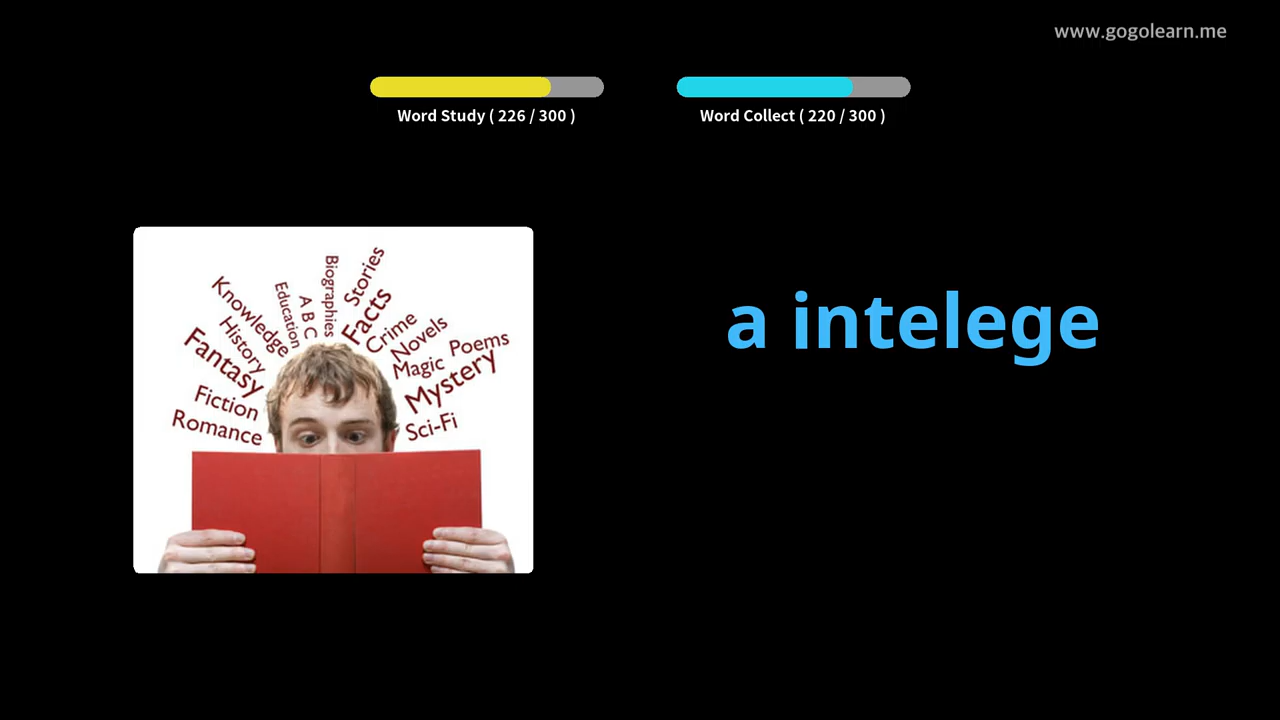 www.gogolearn.me
Word Study ( 226 / 300 )
Word Collect ( 220 / 300 )
a intelege
Knowledge
History
Fantasy
Fiction
Romance
Education
A B C
Biographies
Stories
Facts
Crime
Novels
Magic
Poems
Mystery
Sci-Fi